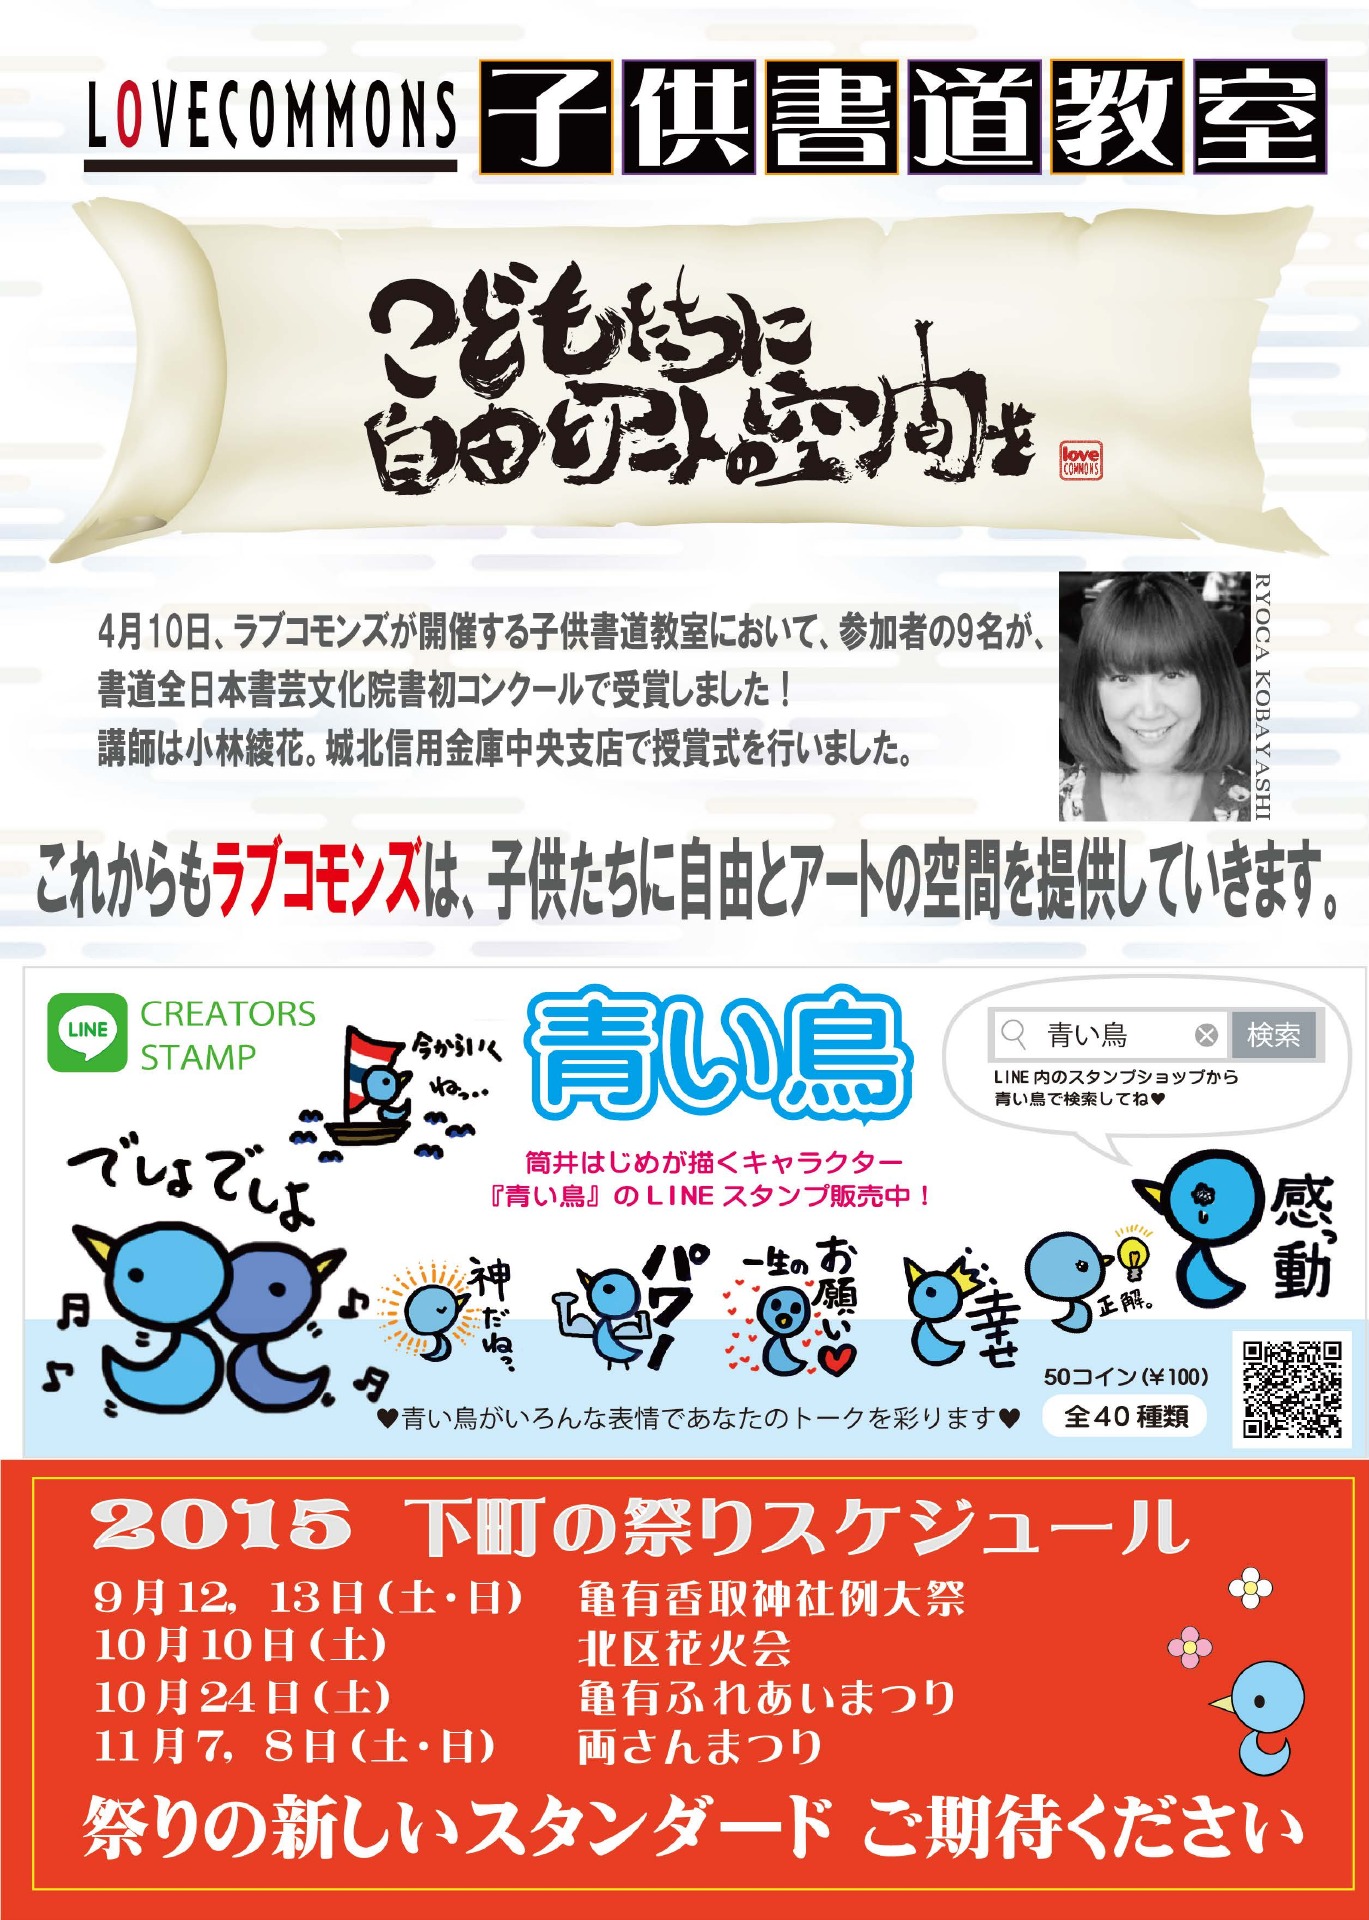 LOVECOMMONS 子供書道教室
こどもたちに
自由とアートの空間を
love
COMMONS
4月10日、ラブコモンズが開催する子供書道教室において、参加者の9名が、
書道全日本書芸文化院書初コンクールで受賞しました！
講師は小林綾花。城北信用金庫中央支店で授賞式を行いました。
RYOCA KOBAYASHI
これからもラブコモンズは、子供たちに自由とアートの空間を提供していきます。
LINE
CREATORS
STAMP
今からいく
ねっ…
青い鳥
青い鳥
検索
LINE内のスタンプショップから
青い鳥で検索してね♥
筒井はじめが描くキャラクター
『青い鳥』のLINEスタンプ販売中！
でしょでしょ
神だねっ。
パワー
一生のお願い
幸せ
正解。
感っ動
50コイン(¥100)
全40種類
♥青い鳥がいろんな表情であなたのトークを彩ります♥
2015 下町の祭りスケジュール
9月12, 13日(土・日) 亀有香取神社例大祭
10月10日(土) 北区花火会
10月24日(土) 亀有ふれあいまつり
11月7, 8日(土・日) 両さんまつり
祭りの新しいスタンダード ご期待ください